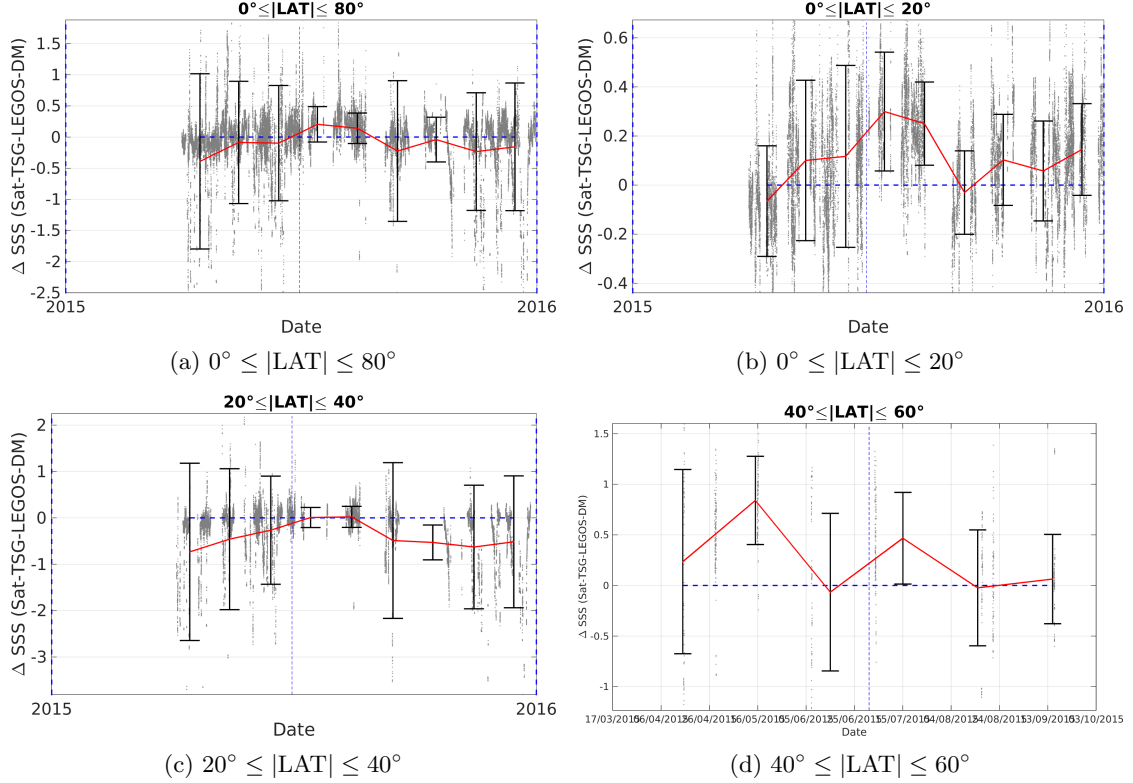 0°≤|LAT|≤ 80°
Δ SSS (Sat-TSG-LEGOS-DM)
1.5
1
0.5
0
-0.5
-1
-1.5
-2
-2.5
2015
2016
Date
(a) 0° ≤ |LAT| ≤ 80°
0°≤|LAT|≤ 20°
Δ SSS (Sat-TSG-LEGOS-DM)
0.6
0.4
0.2
0
-0.2
-0.4
2015
2016
Date
(b) 0° ≤ |LAT| ≤ 20°
20°≤|LAT|≤ 40°
Δ SSS (Sat-TSG-LEGOS-DM)
2
1
0
-1
-2
-3
2015
2016
Date
(c) 20° ≤ |LAT| ≤ 40°
40°≤|LAT|≤ 60°
Δ SSS (Sat-TSG-LEGOS-DM)
1.5
1
0.5
0
-0.5
-1
03/10/2015
Date
(d) 40° ≤ |LAT| ≤ 60°